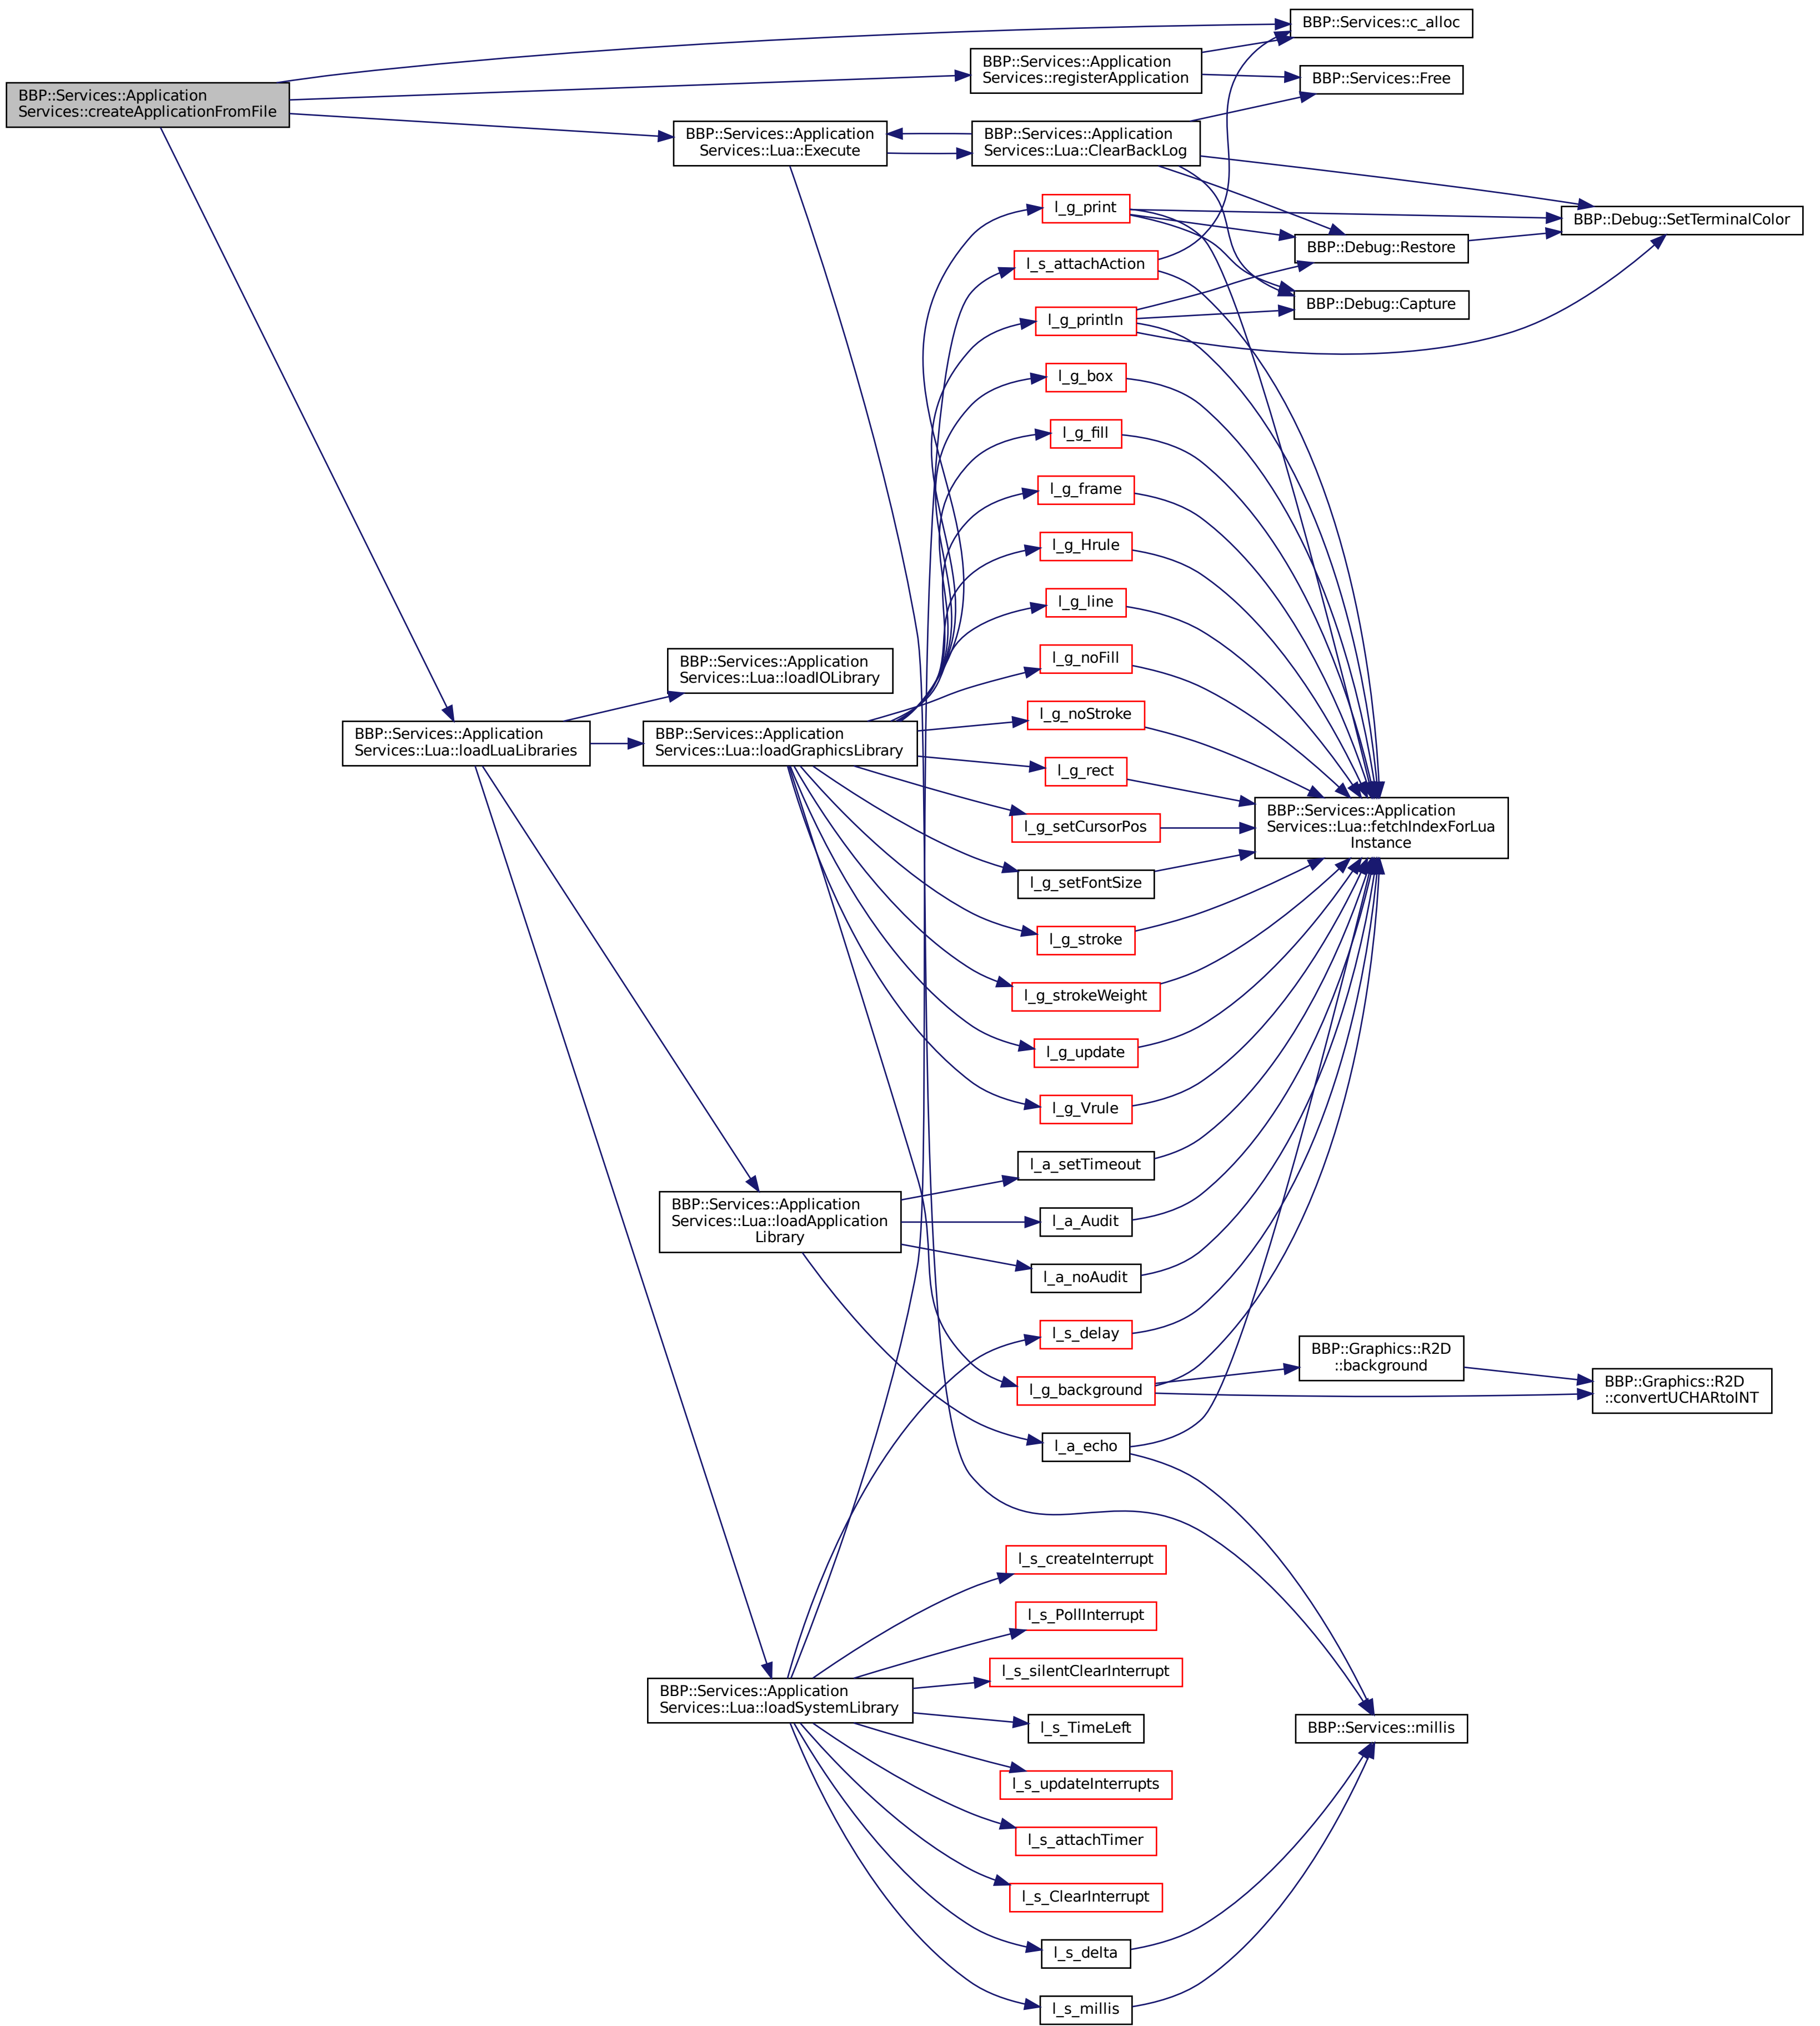 BBP::Services::Application
Services::createApplicationFromFile
BBP::Services::c_alloc
BBP::Services::Application
Services::registerApplication
BBP::Services::Free
BBP::Services::Application
Services::Lua::Execute
BBP::Services::Application
Services::Lua::ClearBackLog
l_g_print
BBP::Debug::SetTerminalColor
BBP::Debug::Restore
l_s_attachAction
BBP::Debug::Capture
l_g_println
l_g_box
l_g_fill
l_g_frame
l_g_Hrule
l_g_line
BBP::Services::Application
Services::Lua::loadIOLibrary
l_g_noFill
l_g_noStroke
BBP::Services::Application
Services::Lua::loadLuaLibraries
BBP::Services::Application
Services::Lua::loadGraphicsLibrary
l_g_rect
l_g_setCursorPos
BBP::Services::Application
Services::Lua::fetchIndexForLua
Instance
l_g_setFontSize
l_g_stroke
l_g_strokeWeight
l_g_update
l_g_Vrule
l_a_setTimeout
BBP::Services::Application
Services::Lua::loadApplication
Library
l_a_Audit
l_a_noAudit
l_s_delay
l_g_background
BBP::Graphics::R2D
::background
BBP::Graphics::R2D
::convertUCHARtoINT
l_a_echo
l_s_createInterrupt
l_s_PollInterrupt
l_s_silentClearInterrupt
BBP::Services::Application
Services::Lua::loadSystemLibrary
l_s_TimeLeft
BBP::Services::millis
l_s_updateInterrupts
l_s_attachTimer
l_s_ClearInterrupt
l_s_delta
l_s_millis